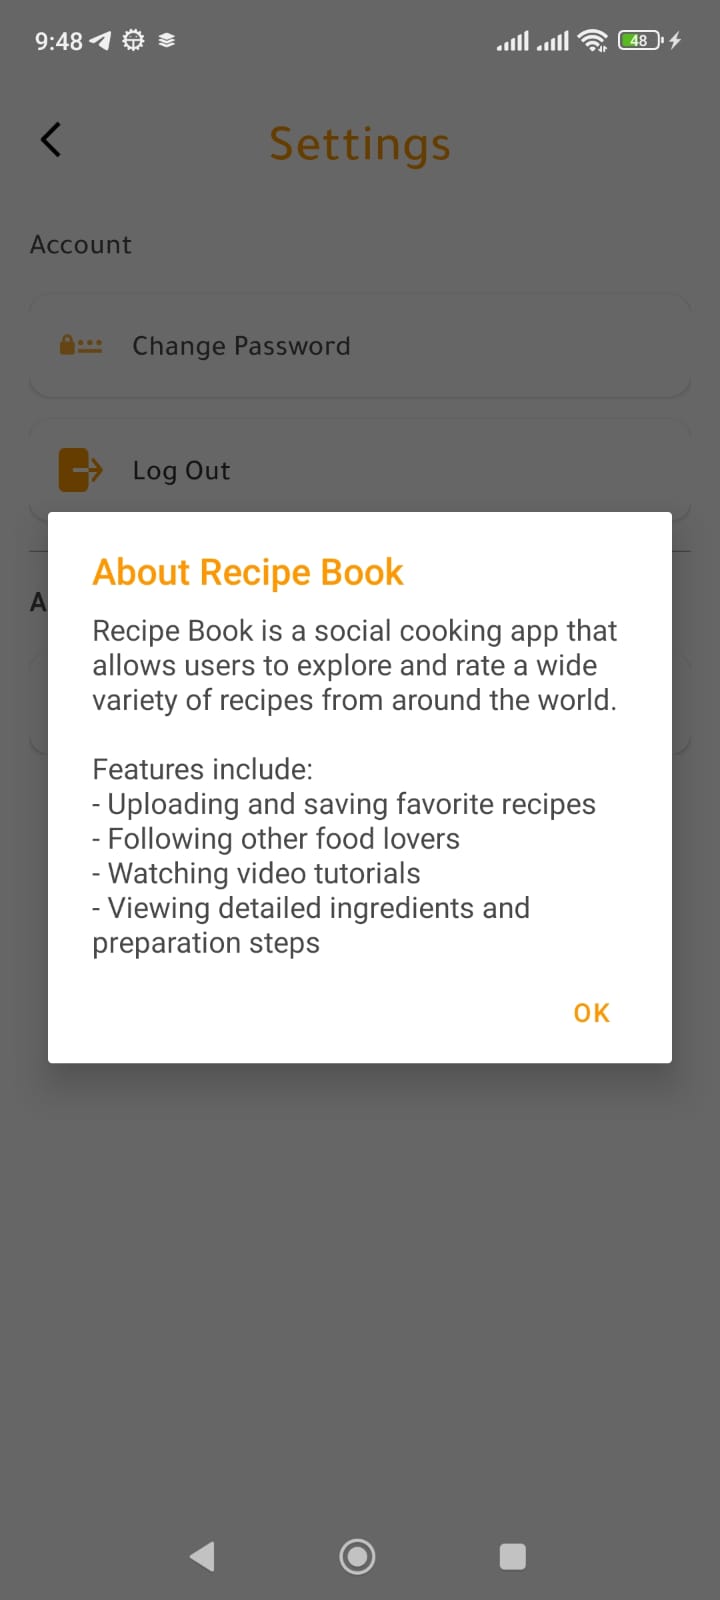 9:48
48
Settings
Account
Change Password
Log Out
A
About Recipe Book
Recipe Book is a social cooking app that
allows users to explore and rate a wide
variety of recipes from around the world.
Features include:
- Uploading and saving favorite recipes
- Following other food lovers
- Watching video tutorials
- Viewing detailed ingredients and
preparation steps
OK